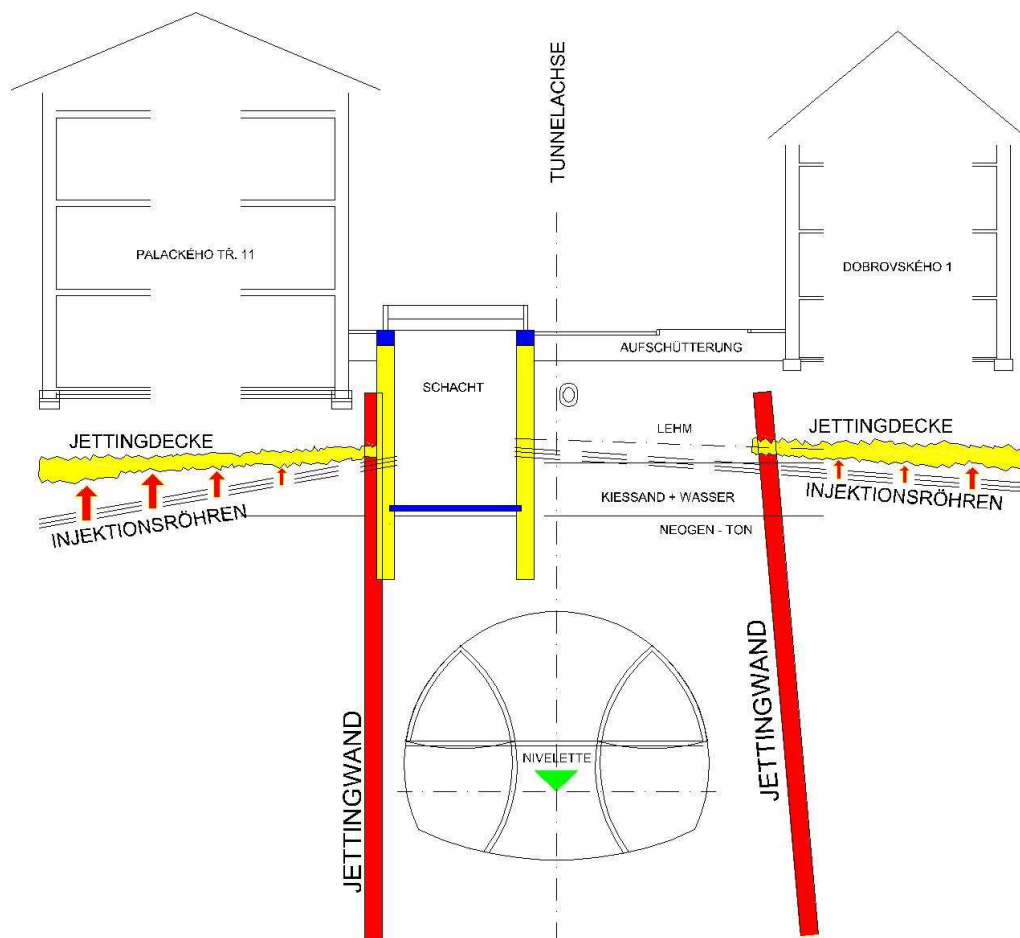 TUNNELACHSE
PALACKÉHO TŘ. 11
DOBROVSKÉHO 1
AUFSCHÜTTERUNG
SCHACHT
LEHM
JETTINGDECKE
JETTINGDECKE
KIESSAND + WASSER
INJEKTIONSRÖHREN
INJEKTIONSRÖHREN
NEOGEN - TON
JETTINGWAND
JETTINGWAND
NIVELETTE